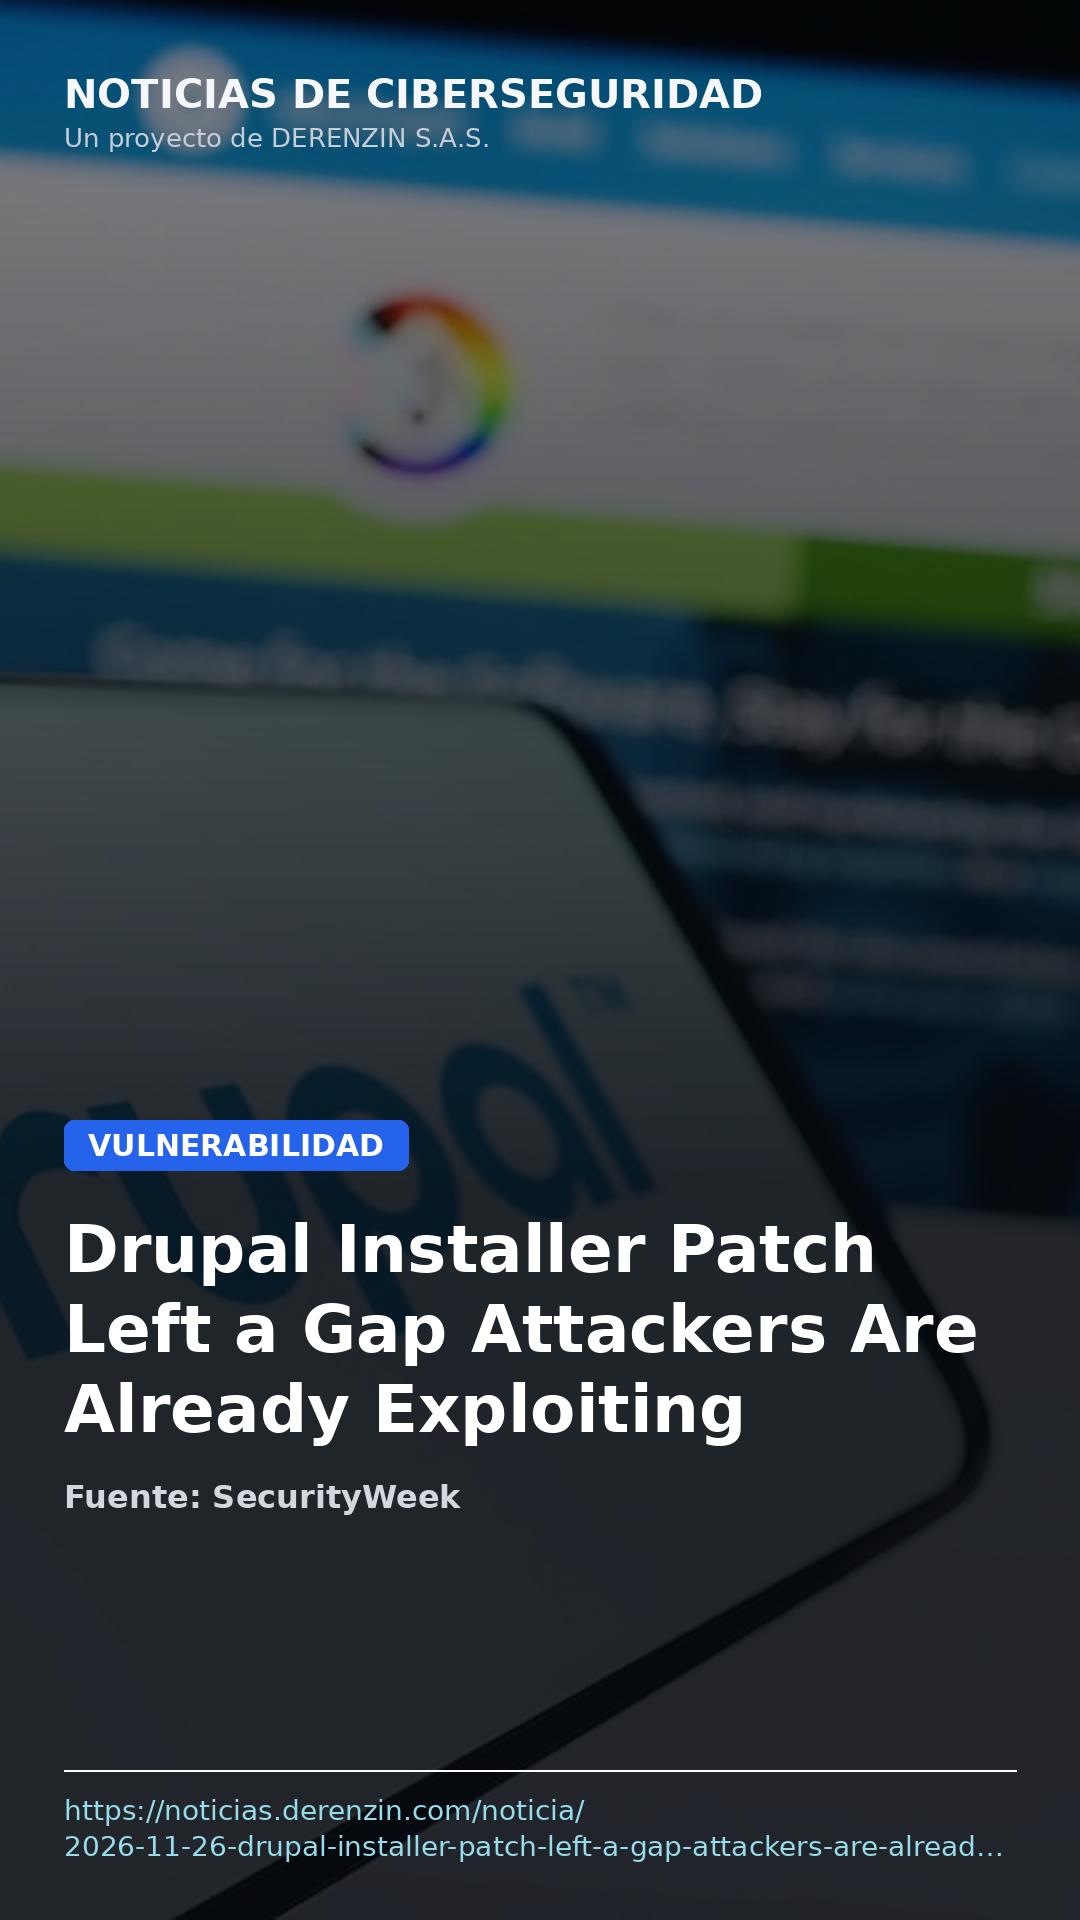 NOTICIAS DE CIBERSEGURIDAD
Un proyecto de DERENZIN S.A.S.
rupal™
VULNERABILIDAD
Drupal Installer Patch
Left a Gap Attackers Are
Already Exploiting
Fuente: SecurityWeek
https://noticias.derenzin.com/noticia/
2026-11-26-drupal-installer-patch-left-a-gap-attackers-are-alread...